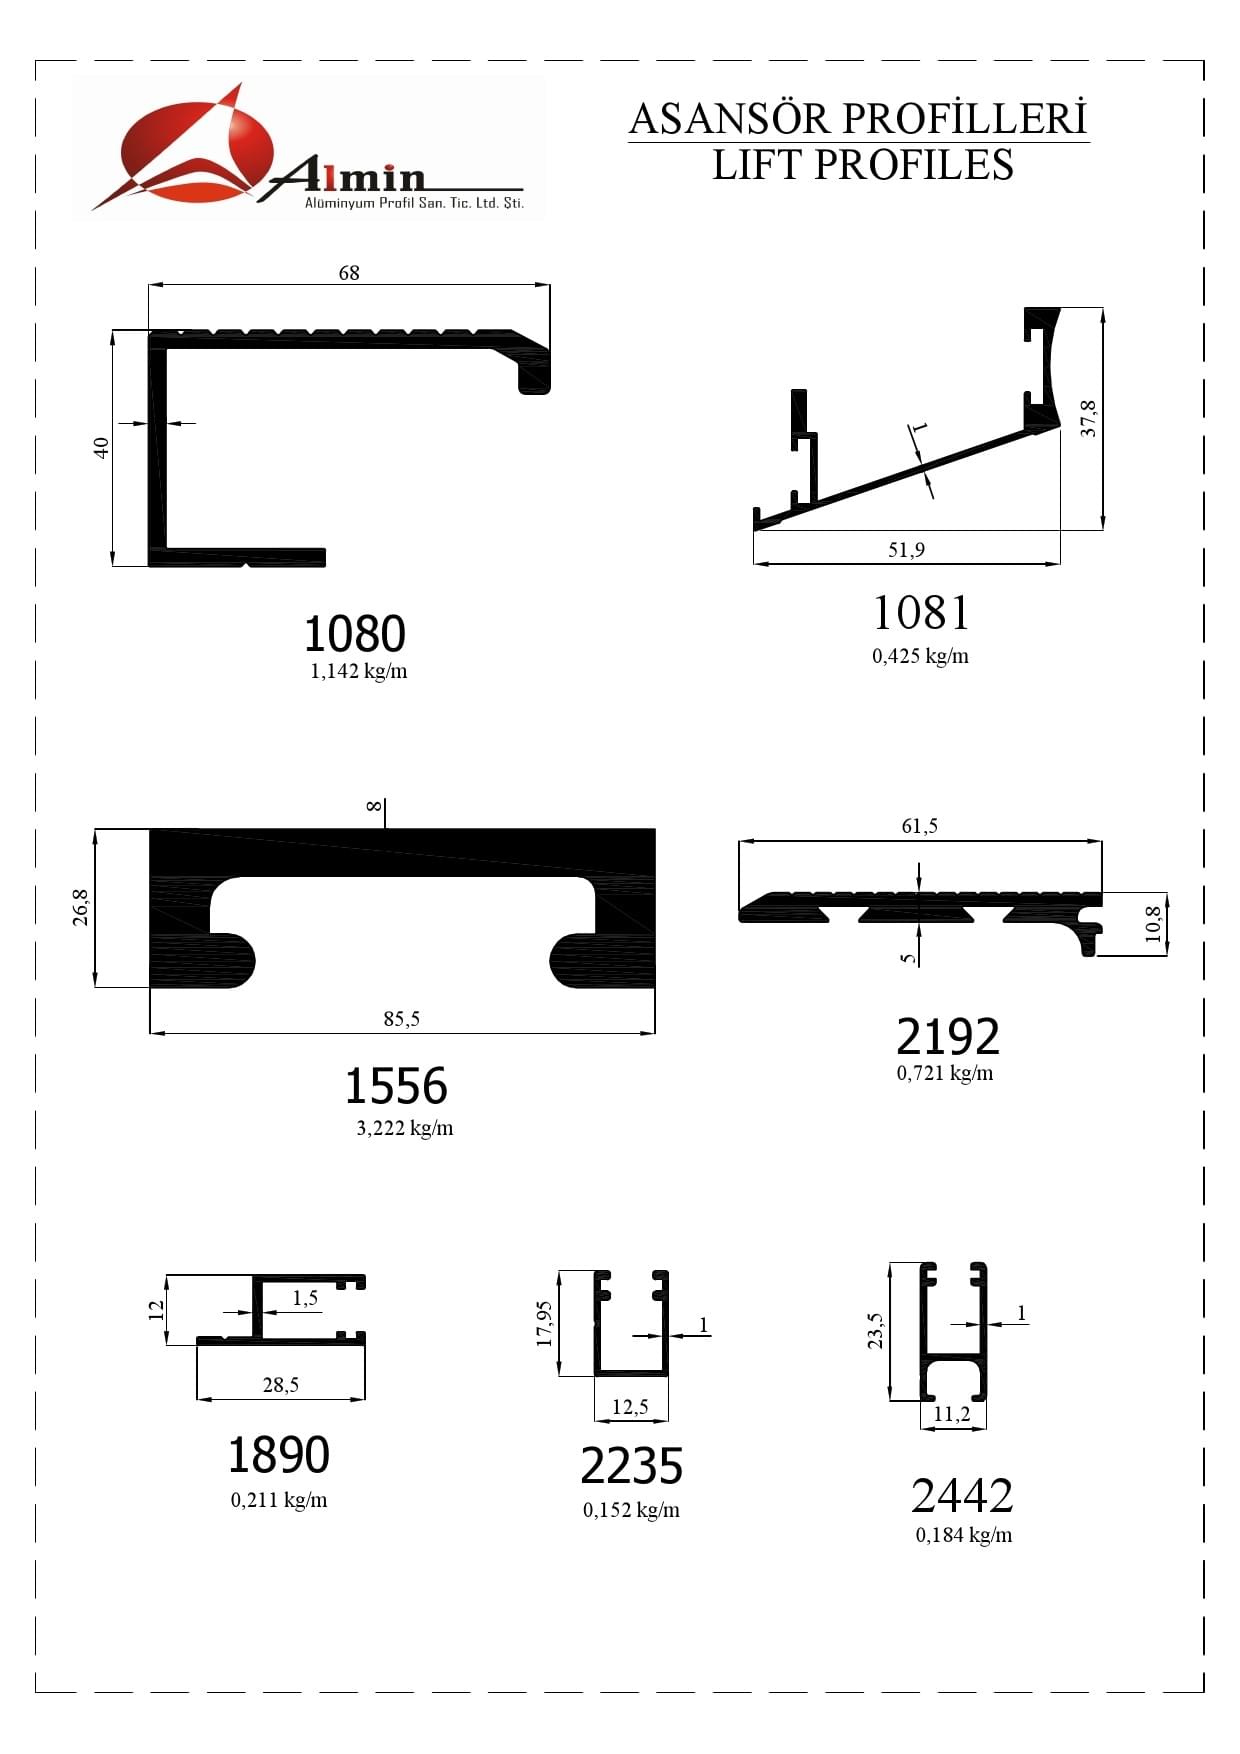 Almin
Alüminyum Profil San. Tic. Ltd. Şti.
ASANSÖR PROFİLLERİ
LIFT PROFILES
68
40
1080
1,142 kg/m
1
37,8
51,9
1081
0,425 kg/m
8
26,8
85,5
1556
3,222 kg/m
61,5
10,8
5
2192
0,721 kg/m
12
1,5
28,5
1890
0,211 kg/m
17,95
1
12,5
2235
0,152 kg/m
23,5
1
11,2
2442
0,184 kg/m